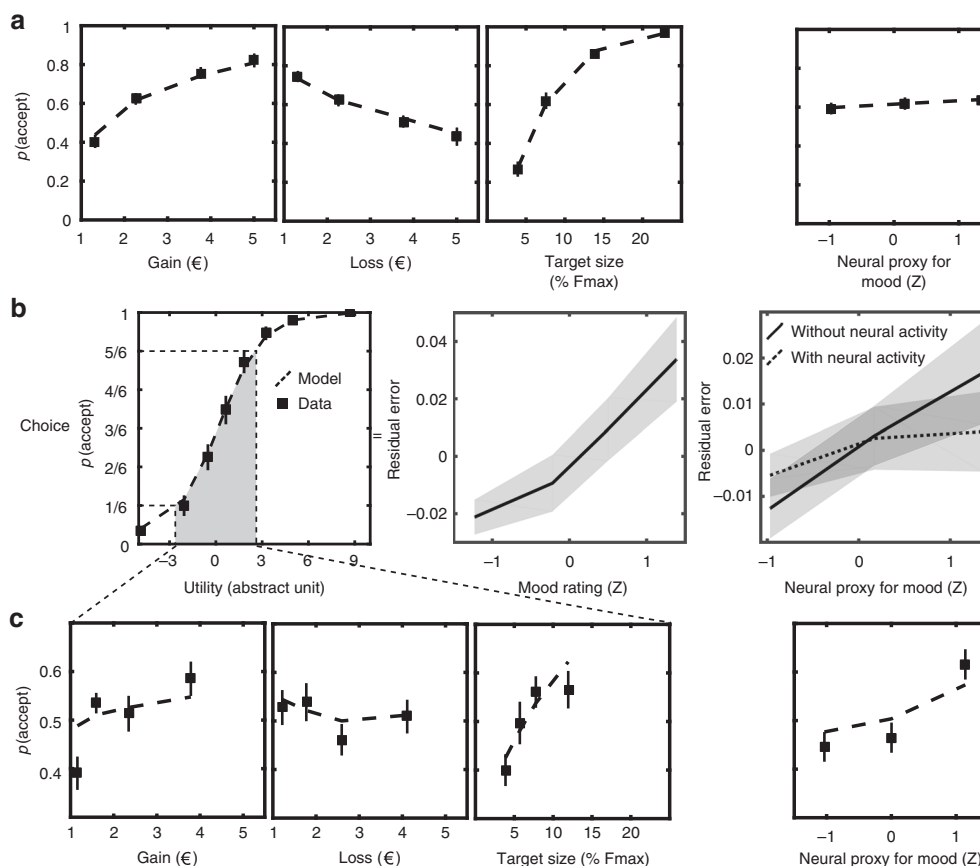 a
1
0.8
0.6
0.4
0.2
0
p(accept)
1 2 3 4 5
Gain (€)
1 2 3 4 5
Loss (€)
5 10 15 20
Target size
(% Fmax)
−1 0 1
Neural proxy for
mood (Z)
b
Choice
1
5/6
4/6
3/6
2/6
1/6
0
p(accept)
Model
Data
−3 0 3 6 9
Utility (abstract unit)
=
0.04
0.02
0
−0.02
Residual error
−1 0 1
Mood rating (Z)
Without neural activity
With neural activity
0.02
0.01
0
−0.01
Residual error
−1 0 1
Neural proxy for mood (Z)
c
0.6
0.5
0.4
p(accept)
1 2 3 4 5
Gain (€)
1 2 3 4 5
Loss (€)
5 10 15 20
Target size (% Fmax)
−1 0 1
Neural proxy for mood (Z)